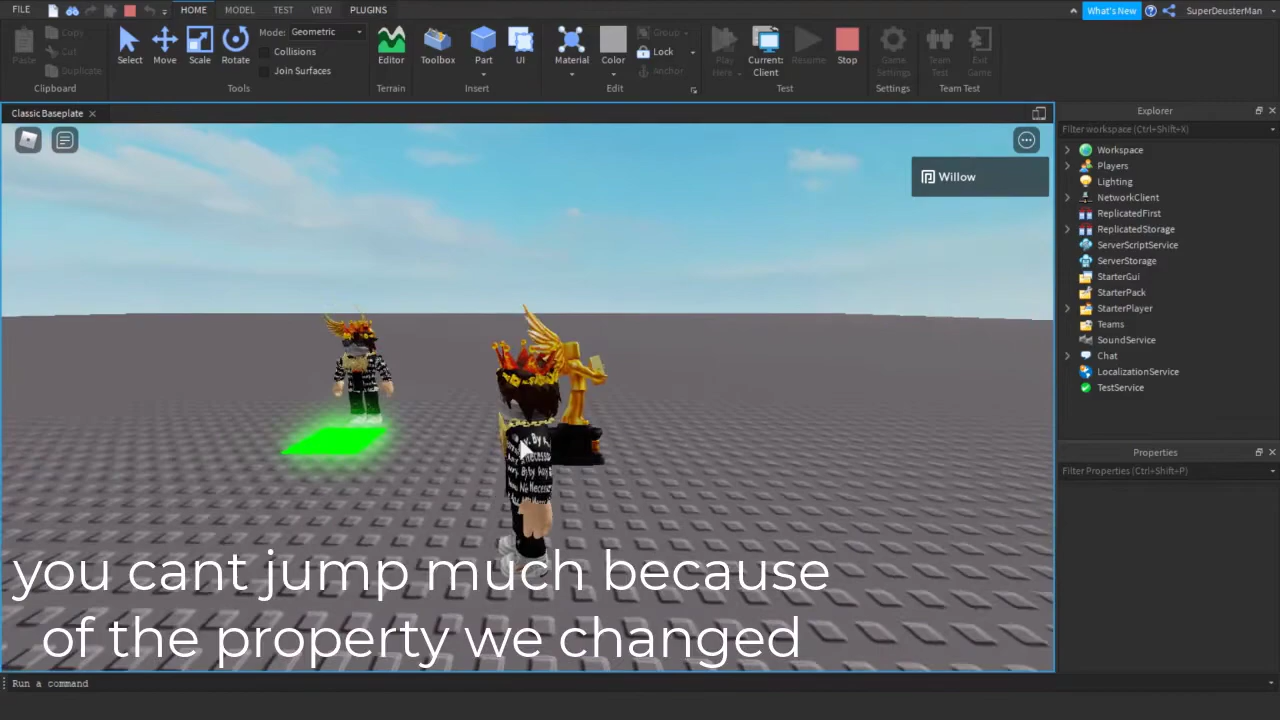 FILE HOME MODEL TEST VIEW PLUGINS What's New SuperDeusterMan
Paste Copy Cut Duplicate
Select Move Scale Rotate
Mode: Geometric
Collisions
Join Surfaces
Editor Toolbox Part UI Material Color
Group
Lock
Anchor
Play Here Current: Client Resume Stop Game Settings Team Test Exit Game
Clipboard Tools Terrain Insert Edit Test Settings Team Test
Classic Baseplate
Willow
Explorer
Filter workspace (Ctrl+Shift+X)
Workspace
Players
Lighting
NetworkClient
ReplicatedFirst
ReplicatedStorage
ServerScriptService
ServerStorage
StarterGui
StarterPack
StarterPlayer
Teams
SoundService
Chat
LocalizationService
TestService
Properties
Filter Properties (Ctrl+Shift+P)
you cant jump much because
of the property we changed
Run a command